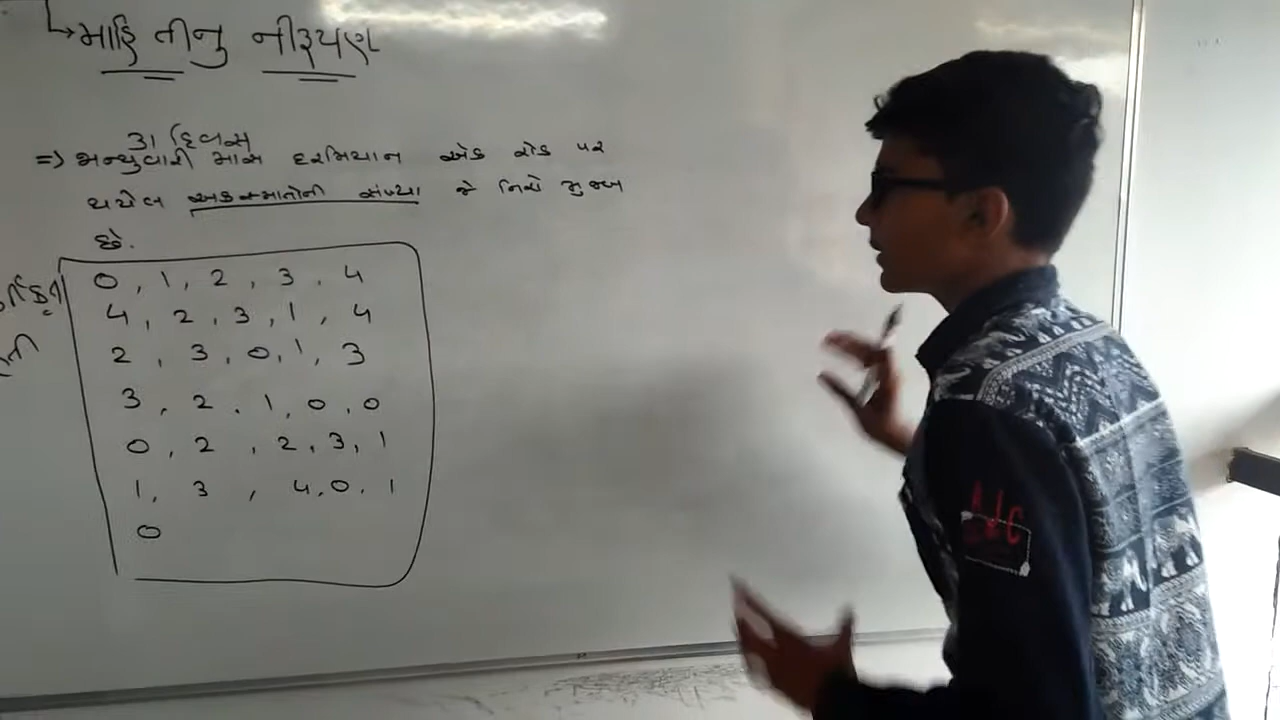 માહિતીનુ નીરૂપણ
31 દિવસ
=> જાન્યુવારી માસ દરમિયાન એક રોડ પર
થયેલ અકસ્માતોની સંખ્યા જે નિચે મુજબ
છે.
0, 1, 2, 3, 4
4, 2, 3, 1, 4
2, 3, 0, 1, 3
3, 2, 1, 0, 0
0, 2, 2, 3, 1
1, 3, 4, 0, 1
0
AJC